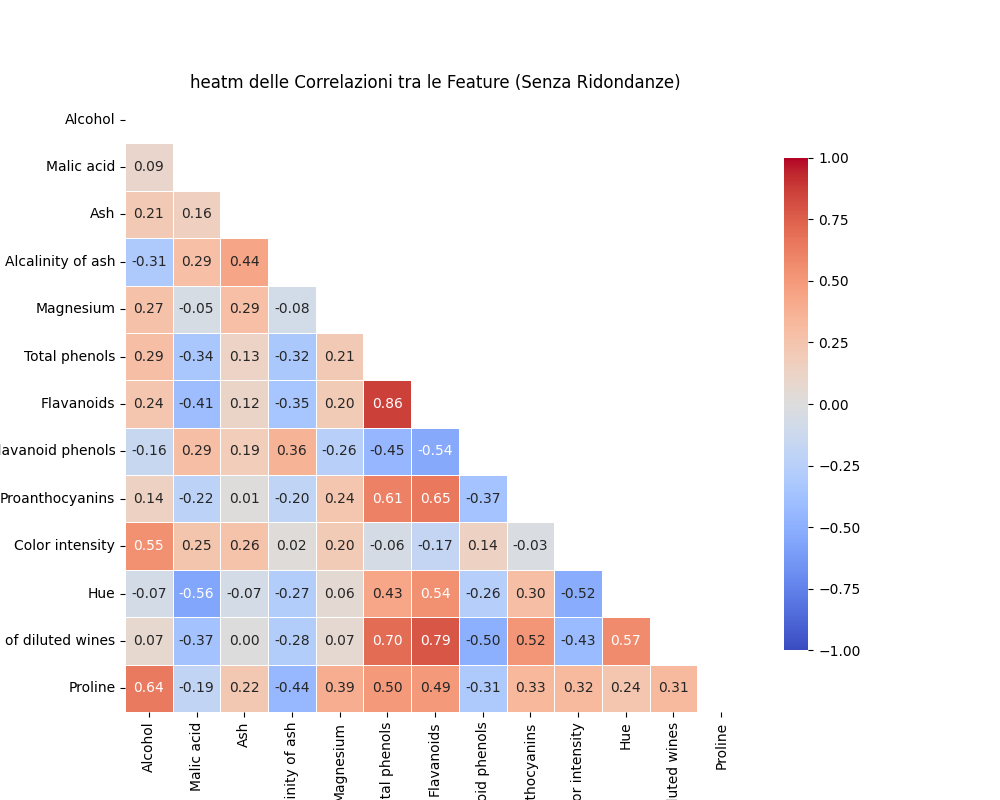 heatm delle Correlazioni tra le Feature (Senza Ridondanze)
Alcohol
Malic acid 0.09
Ash 0.21 0.16
Alcalinity of ash -0.31 0.29 0.44
Magnesium 0.27 -0.05 0.29 -0.08
Total phenols 0.29 -0.34 0.13 -0.32 0.21
Flavanoids 0.24 -0.41 0.12 -0.35 0.20 0.86
lavanoid phenols -0.16 0.29 0.19 0.36 -0.26 -0.45 -0.54
Proanthocyanins 0.14 -0.22 0.01 -0.20 0.24 0.61 0.65 -0.37
Color intensity 0.55 0.25 0.26 0.02 0.20 -0.06 -0.17 0.14 -0.03
Hue -0.07 -0.56 -0.07 -0.27 0.06 0.43 0.54 -0.26 0.30 -0.52
of diluted wines 0.07 -0.37 0.00 -0.28 0.07 0.70 0.79 -0.50 0.52 -0.43 0.57
Proline 0.64 -0.19 0.22 -0.44 0.39 0.50 0.49 -0.31 0.33 0.32 0.24 0.31
Alcohol
Malic acid
Ash
inity of ash
Magnesium
tal phenols
Flavanoids
oid phenols
thocyanins
or intensity
Hue
luted wines
Proline
1.00
0.75
0.50
0.25
0.00
−0.25
−0.50
−0.75
−1.00